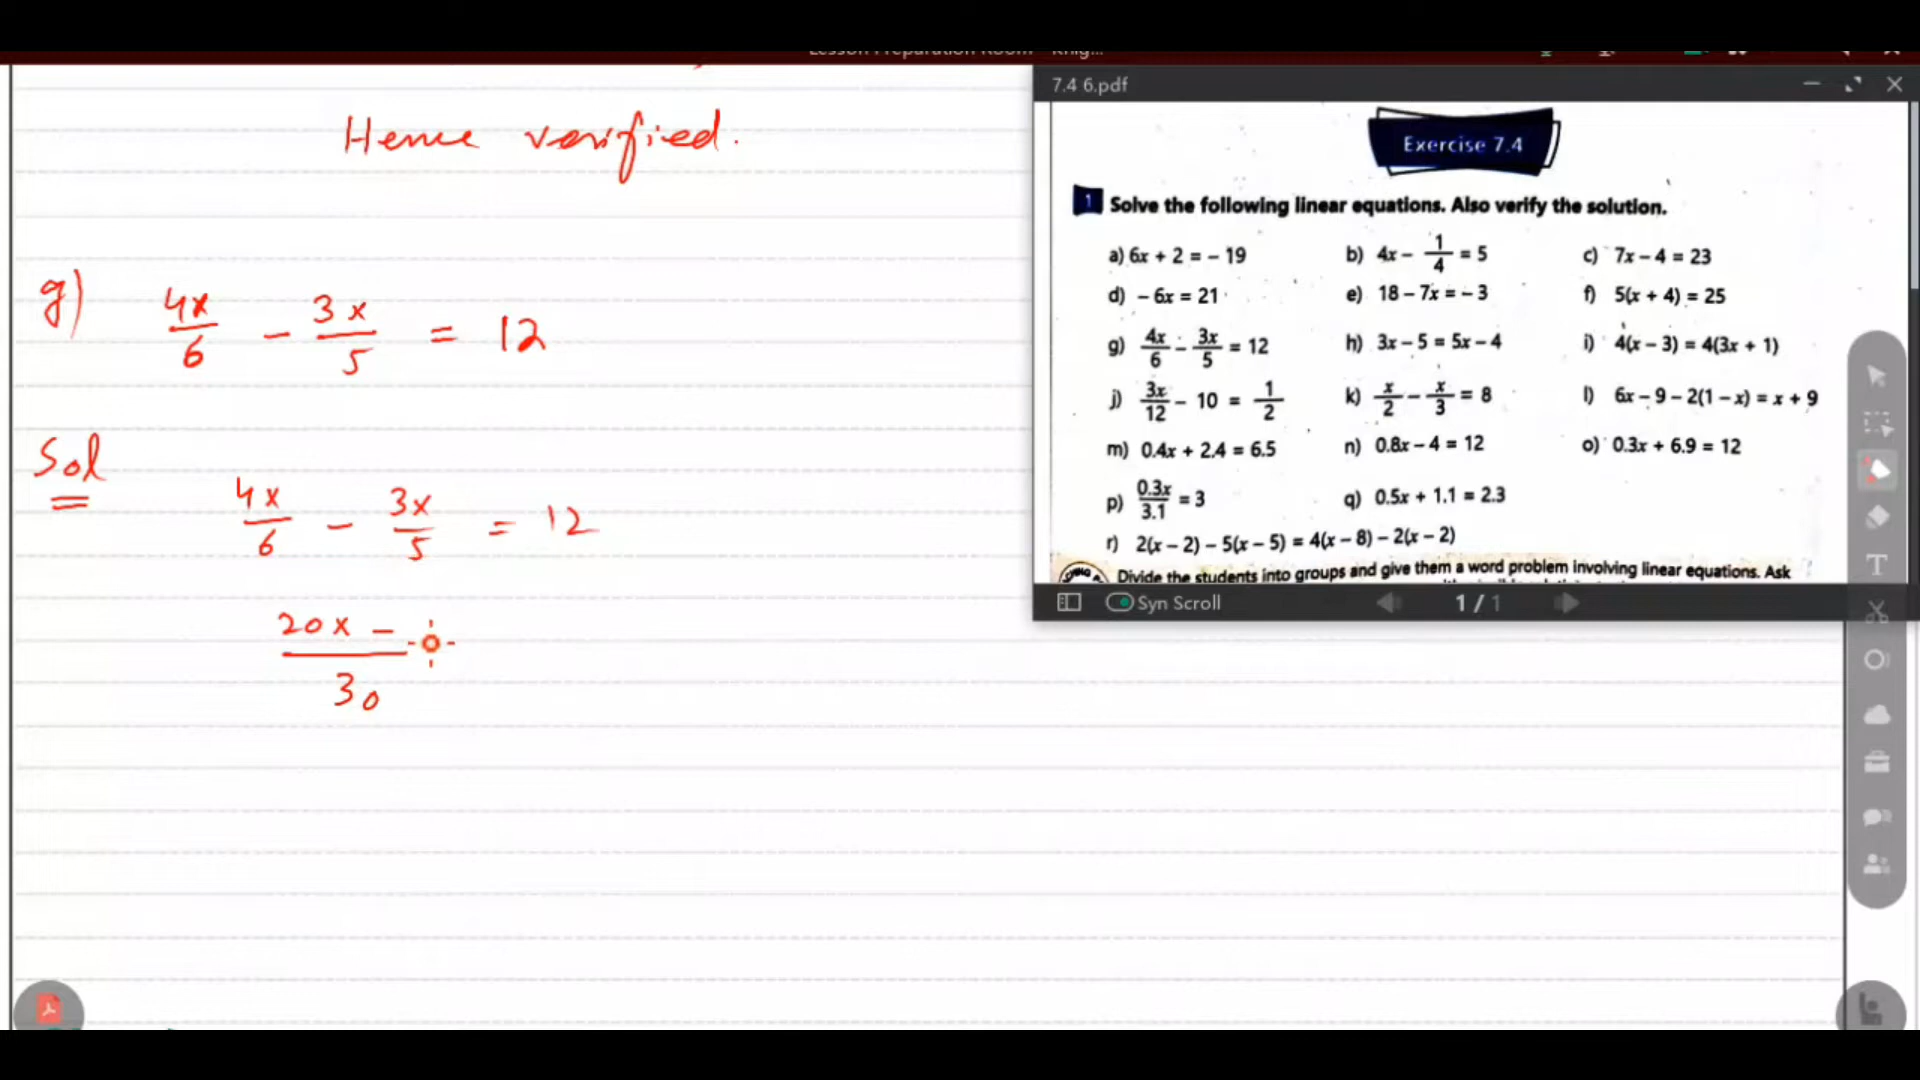 Hence verified.
g) 4x/6 - 3x/5 = 12
Sol
4x/6 - 3x/5 = 12
20x -
30
7.4 6.pdf
Exercise 7.4
1 Solve the following linear equations. Also verify the solution.
a) 6x + 2 = – 19 b) 4x – 1/4 = 5 c) 7x – 4 = 23
d) – 6x = 21 e) 18 – 7x = – 3 f) 5(x + 4) = 25
g) 4x/6 – 3x/5 = 12 h) 3x – 5 = 5x – 4 i) 4(x – 3) = 4(3x + 1)
j) 3x/12 – 10 = 1/2 k) x/2 – x/3 = 8 l) 6x – 9 – 2(1 – x) = x + 9
m) 0.4x + 2.4 = 6.5 n) 0.8x – 4 = 12 o) 0.3x + 6.9 = 12
p) 0.3x/3.1 = 3 q) 0.5x + 1.1 = 2.3
r) 2(x – 2) – 5(x – 5) = 4(x – 8) – 2(x – 2)
Divide the students into groups and give them a word problem involving linear equations. Ask
Syn Scroll 1 / 1
T